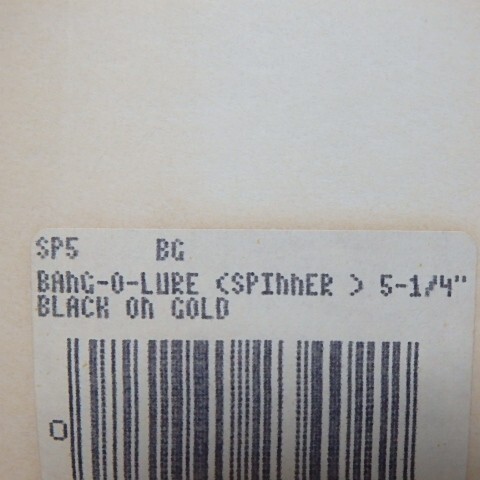 SP5 BG
BAnG-O-LURE <SPInnER > 5-1/4"
BLACK On GOLD
0